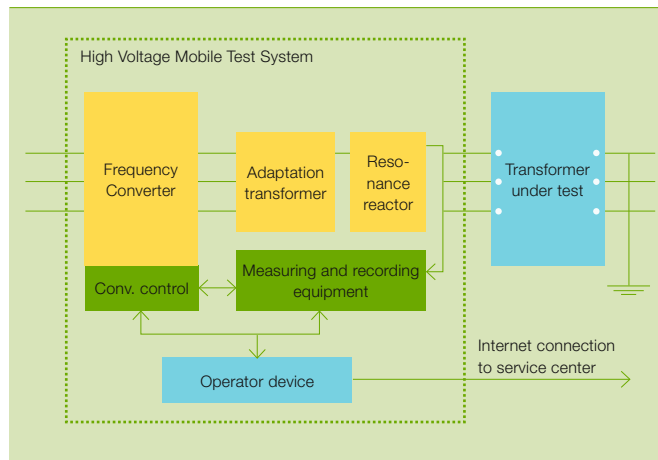 High Voltage Mobile Test System
Frequency
Converter
Adaptation
transformer
Reso-
nance
reactor
Transformer
under test
Conv. control
Measuring and recording
equipment
Operator device
Internet connection
to service center